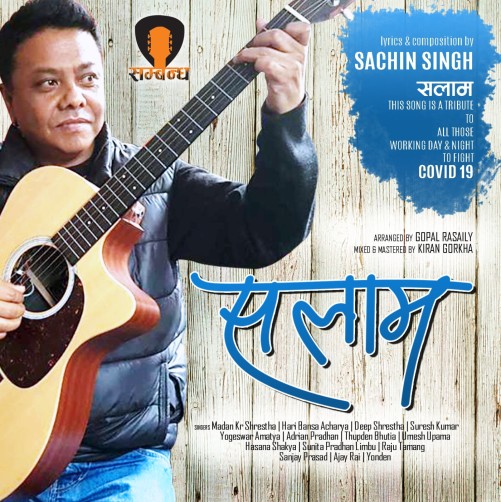 सम्बन्ध
lyrics & composition by
SACHIN SINGH
सलाम
THIS SONG IS A TRIBUTE
TO
ALL THOSE
WORKING DAY & NIGHT
TO FIGHT
COVID 19
ARRANGED BY GOPAL RASAILY
MIXED & MASTERED BY KIRAN GORKHA
सलाम
SINGERS Madan Kr Shrestha | Hari Bansa Acharya | Deep Shrestha | Suresh Kumar
Yogeswar Amatya | Adrian Pradhan | Thupden Bhutia | Umesh Upama
Hasana Shakya | Sunita Pradhan Limbu | Raju Tamang
Sanjay Prasad | Ajay Rai | Yonden